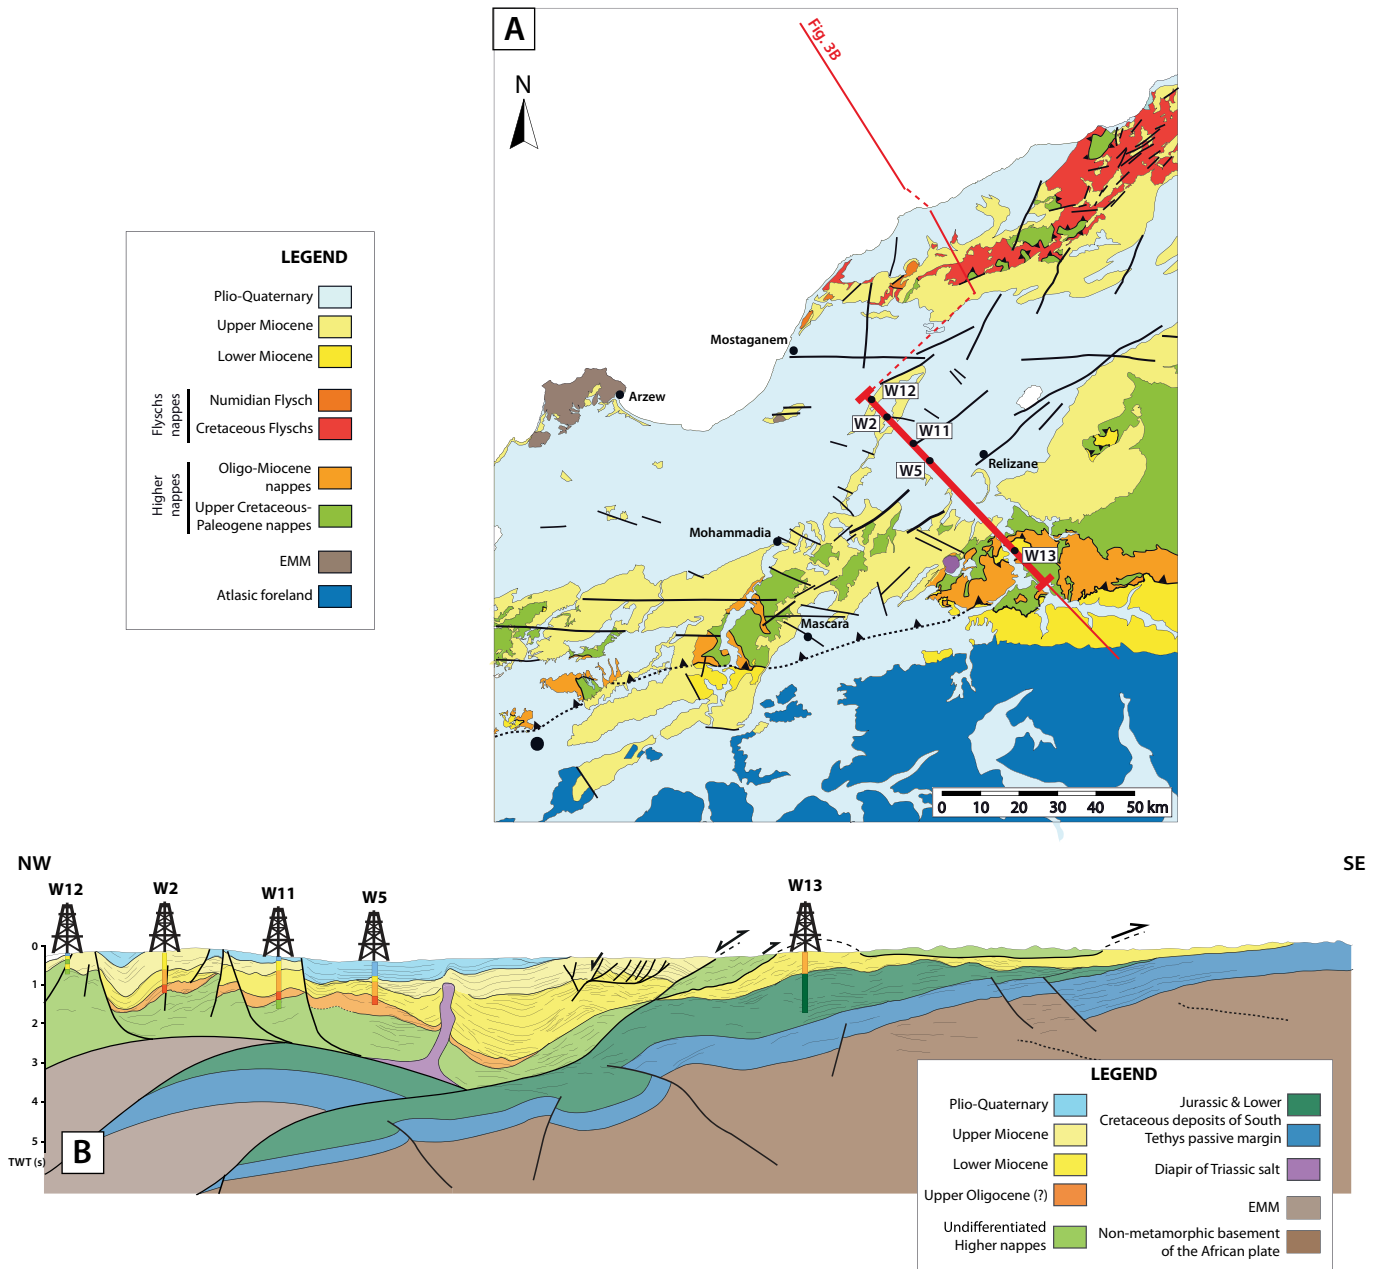 A
Fig. 3B
N
LEGEND
Plio-Quaternary
Upper Miocene
Lower Miocene
Flyschs
nappes
Numidian Flysch
Cretaceous Flyschs
Higher
nappes
Oligo-Miocene
nappes
Upper Cretaceous-
Paleogene nappes
EMM
Atlasic foreland
Mostaganem
Arzew
W12
W2
W11
W5
Relizane
Mohammadia
W13
Mascara
0 10 20 30 40 50 km
NW
SE
W12
W2
W11
W5
W13
0
1
2
3
4
5
TWT (s)
B
LEGEND
Plio-Quaternary
Upper Miocene
Lower Miocene
Upper Oligocene (?)
Undifferentiated
Higher nappes
Jurassic & Lower
Cretaceous deposits of South
Tethys passive margin
Diapir of Triassic salt
EMM
Non-metamorphic basement
of the African plate